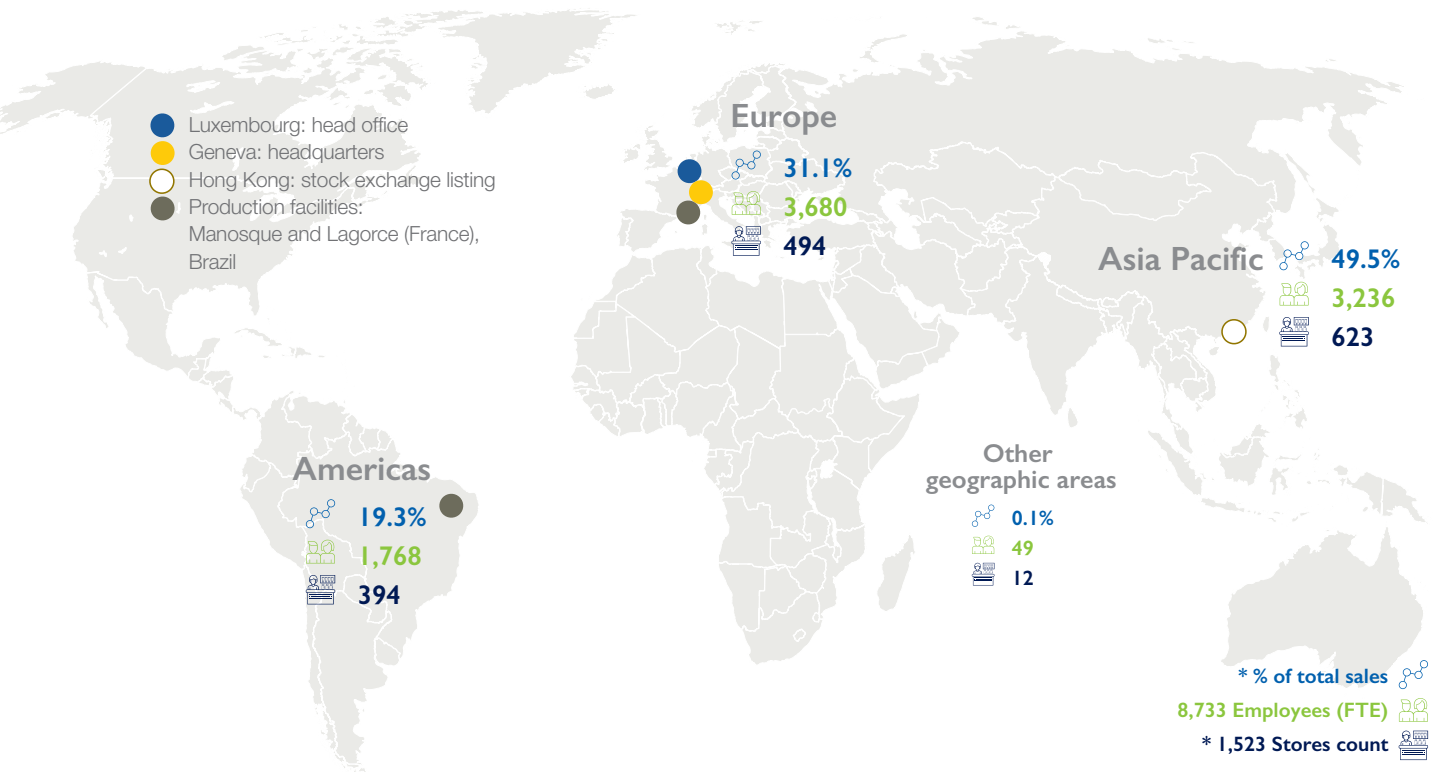 Luxembourg: head office
Geneva: headquarters
Hong Kong: stock exchange listing
Production facilities:
Manosque and Lagorce (France),
Brazil
Europe
31.1%
3,680
494
Asia Pacific
49.5%
3,236
623
Americas
19.3%
1,768
394
Other
geographic areas
0.1%
49
12
* % of total sales
8,733 Employees (FTE)
* 1,523 Stores count